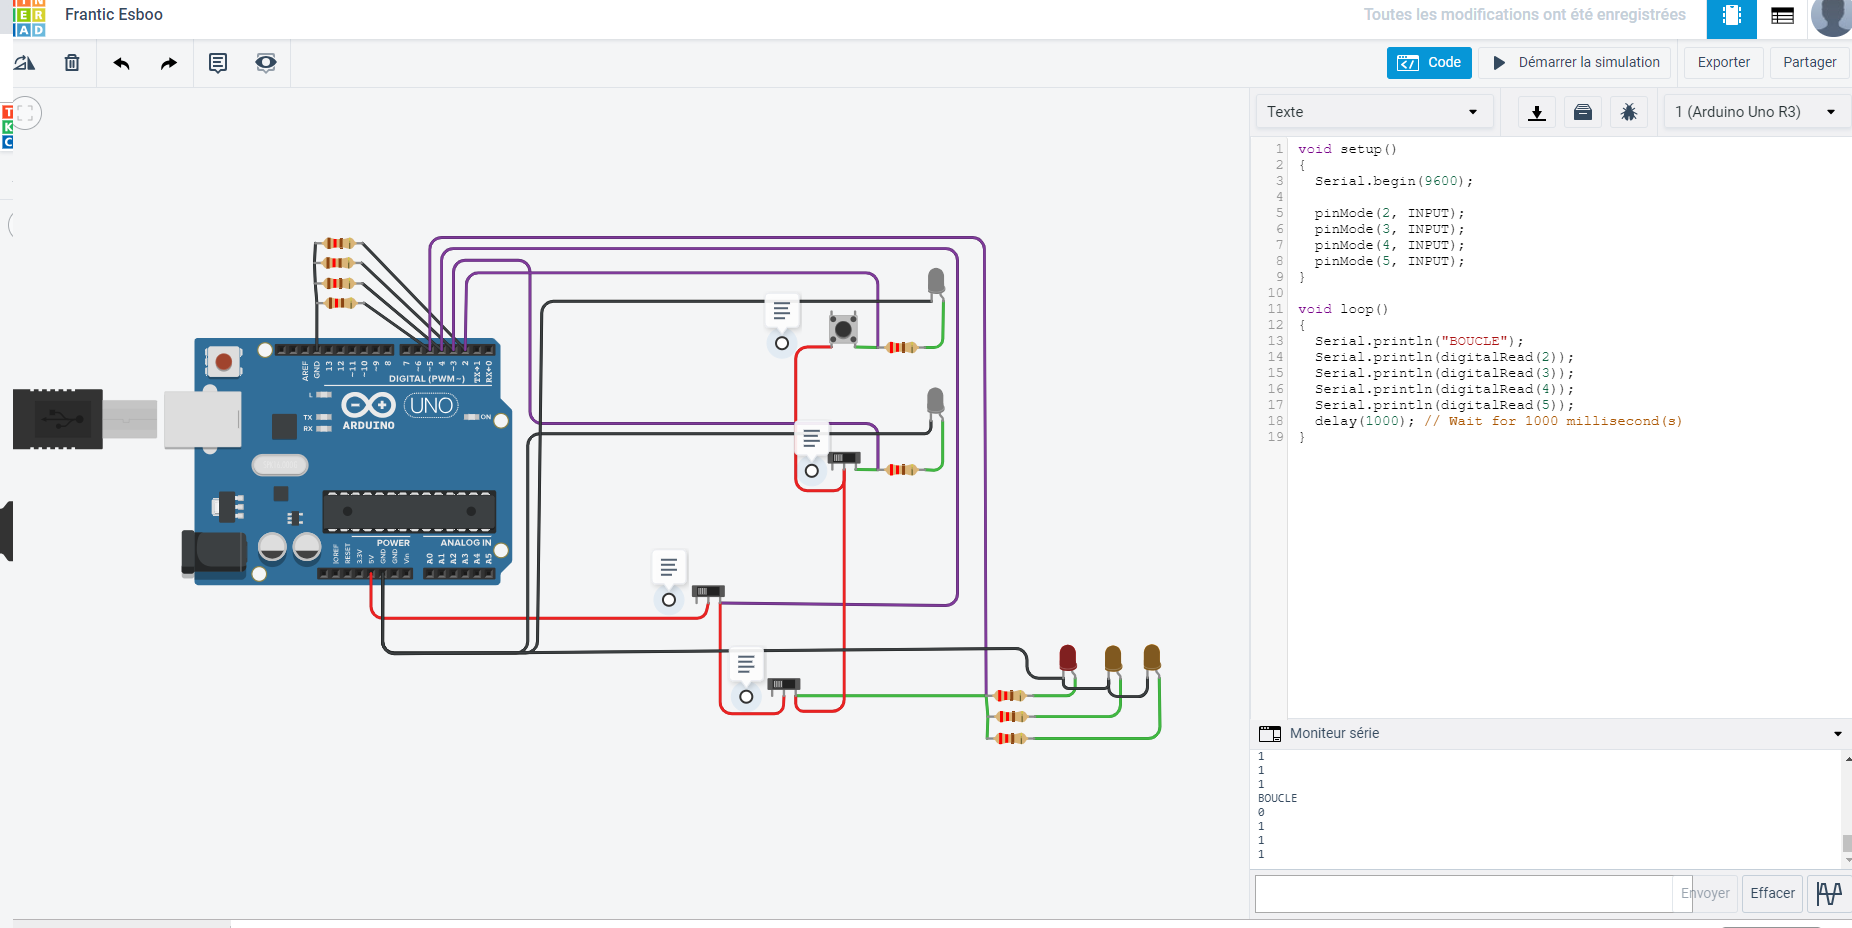 Frantic Esboo
Toutes les modifications ont été enregistrées
Code
Démarrer la simulation
Exporter
Partager
T
K
C
Texte
1 (Arduino Uno R3)
1 void setup()
2 {
3 Serial.begin(9600);
4
5 pinMode(2, INPUT);
6 pinMode(3, INPUT);
7 pinMode(4, INPUT);
8 pinMode(5, INPUT);
9 }
10
11 void loop()
12 {
13 Serial.println("BOUCLE");
14 Serial.println(digitalRead(2));
15 Serial.println(digitalRead(3));
16 Serial.println(digitalRead(4));
17 Serial.println(digitalRead(5));
18 delay(1000); // Wait for 1000 millisecond(s)
19 }
AREF
GND
13
12
~11
~10
~9
8
7
~6
~5
4
~3
2
TX→1
RX←0
DIGITAL (PWM~)
L
TX
RX
ARDUINO
UNO
ON
POWER
ANALOG IN
IOREF
RESET
3.3V
5V
GND
GND
Vin
A0
A1
A2
A3
A4
A5
Moniteur série
1
1
1
BOUCLE
0
1
1
1
Envoyer
Effacer